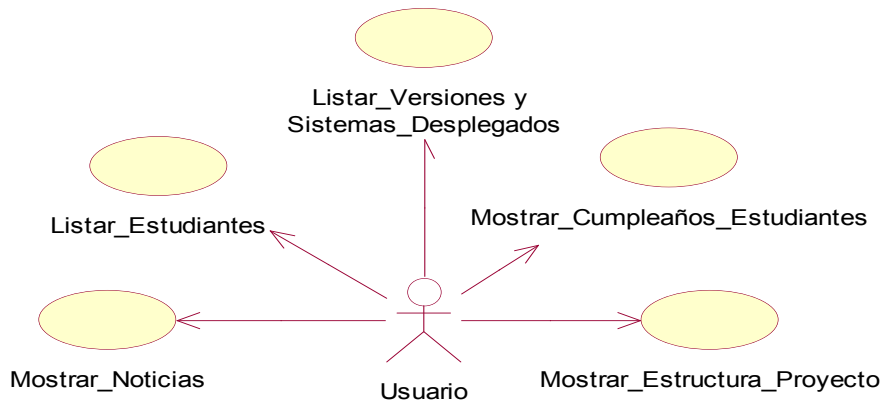 Listar_Versiones y
Sistemas_Desplegados
Listar_Estudiantes
Mostrar_Cumpleaños_Estudiantes
Mostrar_Noticias
Usuario
Mostrar_Estructura_Proyecto